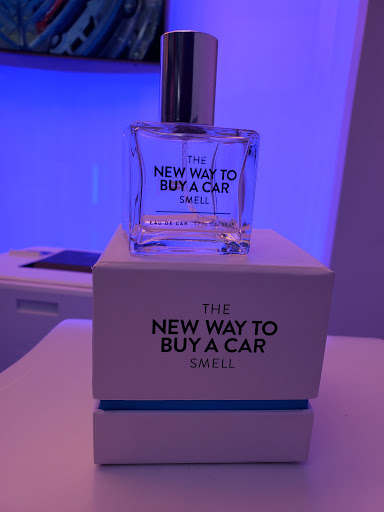 THE
NEW WAY TO
BUY A CAR
SMELL
EAU DE CAR
THE
NEW WAY TO
BUY A CAR
SMELL